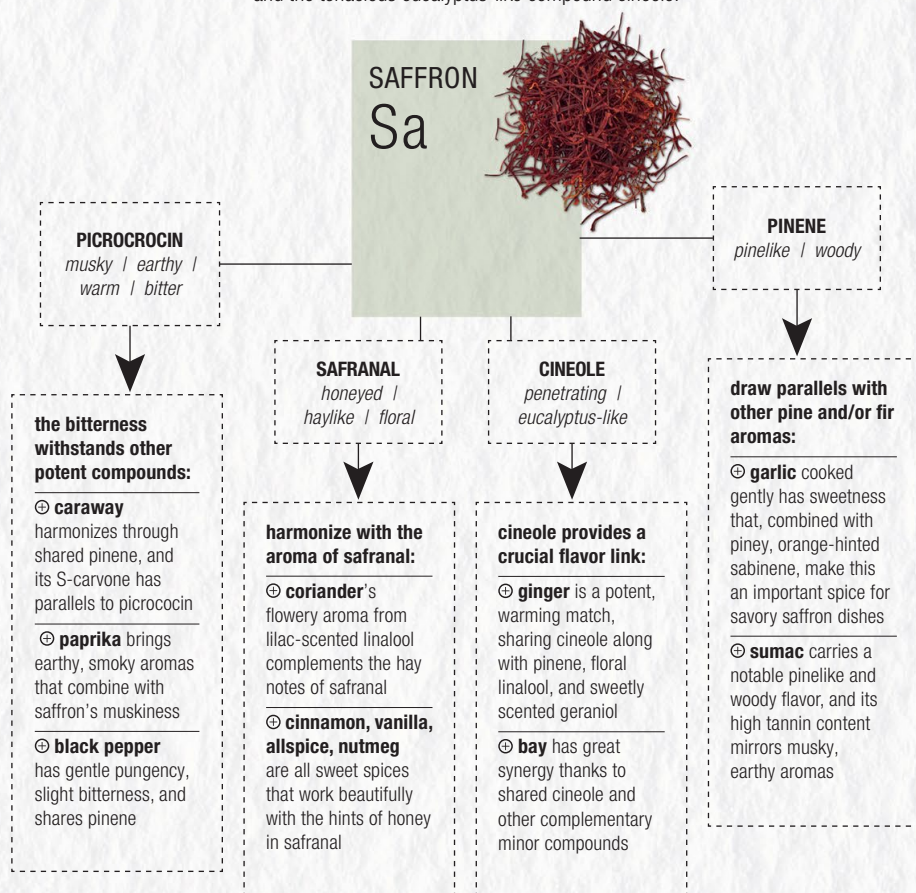 and the tenacious eucalyptus-like compound cineole.
SAFFRON
Sa
PICROCROCIN
musky | earthy |
warm | bitter
the bitterness
withstands other
potent compounds:
⊕ caraway
harmonizes through
shared pinene, and
its S-carvone has
parallels to picrococin
⊕ paprika brings
earthy, smoky aromas
that combine with
saffron's muskiness
⊕ black pepper
has gentle pungency,
slight bitterness, and
shares pinene
SAFRANAL
honeyed |
haylike | floral
harmonize with the
aroma of safranal:
⊕ coriander's
flowery aroma from
lilac-scented linalool
complements the hay
notes of safranal
⊕ cinnamon, vanilla,
allspice, nutmeg
are all sweet spices
that work beautifully
with the hints of honey
in safranal
CINEOLE
penetrating |
eucalyptus-like
cineole provides a
crucial flavor link:
⊕ ginger is a potent,
warming match,
sharing cineole along
with pinene, floral
linalool, and sweetly
scented geraniol
⊕ bay has great
synergy thanks to
shared cineole and
other complementary
minor compounds
PINENE
pinelike | woody
draw parallels with
other pine and/or fir
aromas:
⊕ garlic cooked
gently has sweetness
that, combined with
piney, orange-hinted
sabinene, make this
an important spice for
savory saffron dishes
⊕ sumac carries a
notable pinelike and
woody flavor, and its
high tannin content
mirrors musky,
earthy aromas